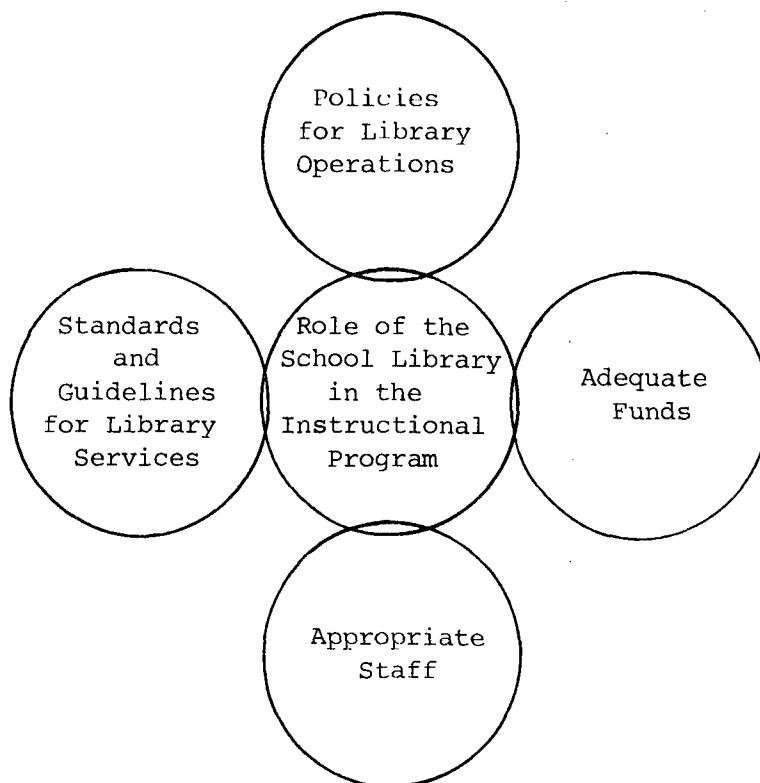 Policies
for Library
Operations
Standards
and
Guidelines
for Library
Services
Role of the
School Library
in the
Instructional
Program
Adequate
Funds
Appropriate
Staff